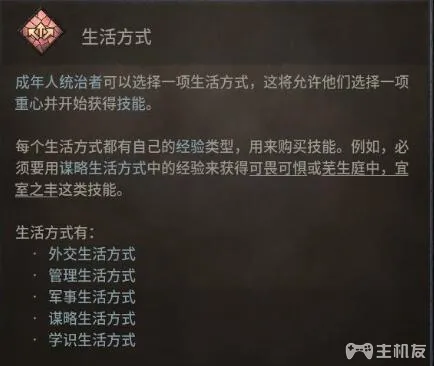 生活方式
成年人统治者可以选择一项生活方式，这将允许他们选择一项
重心并开始获得技能。
每个生活方式都有自己的经验类型，用来购买技能。例如，必
须要用谋略生活方式中的经验来获得可畏可惧或芜生庭中，宜
室之丰这类技能。
生活方式有：
· 外交生活方式
· 管理生活方式
· 军事生活方式
· 谋略生活方式
· 学识生活方式
主机友